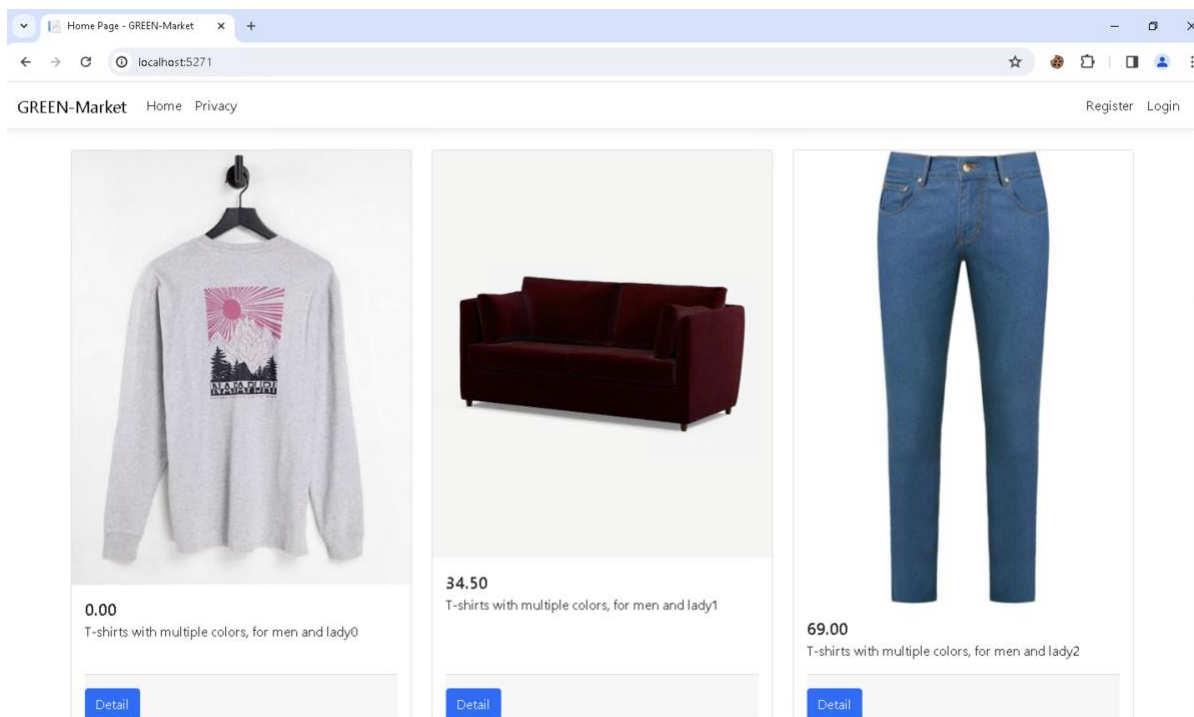 Home Page - GREEN-Market
localhost:5271
GREEN-Market Home Privacy Register Login
NAPAPIJRI
0.00
T-shirts with multiple colors, for men and lady0
Detail
34.50
T-shirts with multiple colors, for men and lady1
Detail
69.00
T-shirts with multiple colors, for men and lady2
Detail